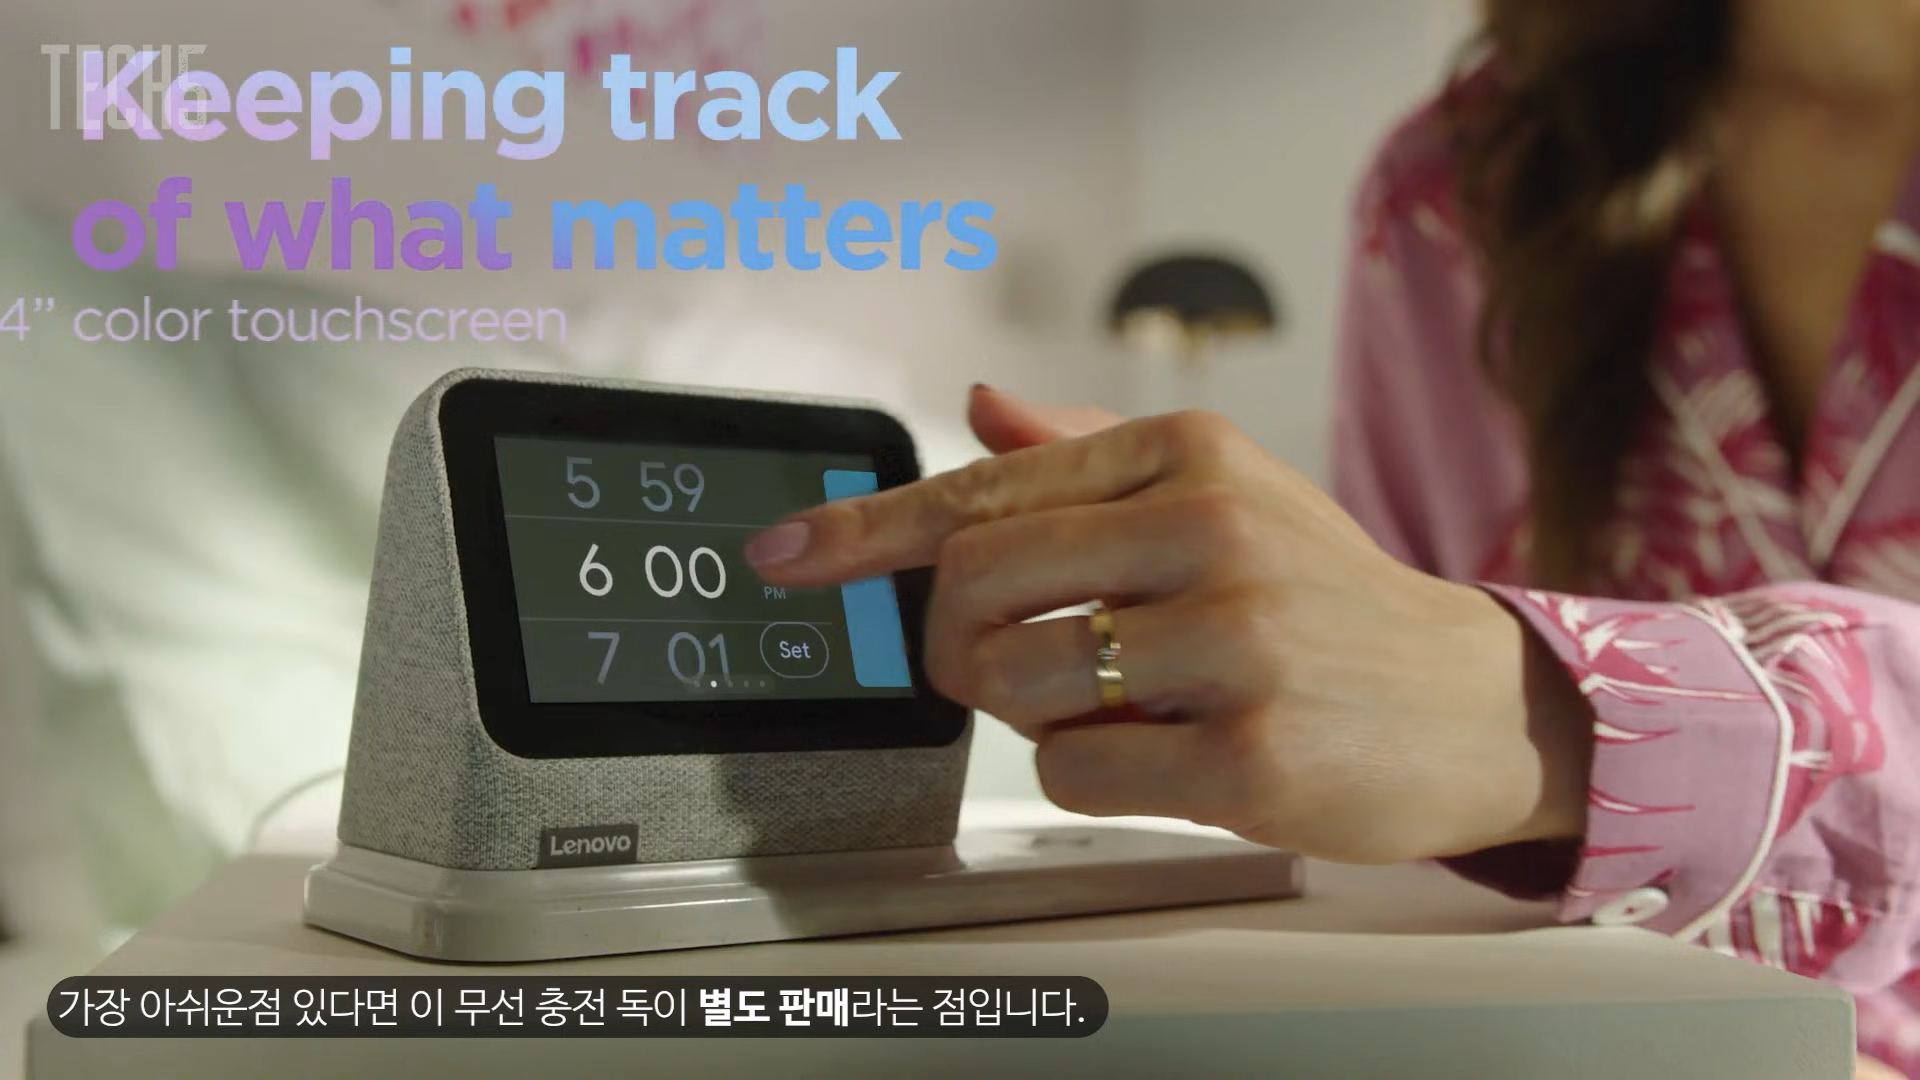 TECH
Keeping track
of what matters
4” color touchscreen
5 59
6 00
PM
7 01
Set
Lenovo
가장 아쉬운점 있다면 이 무선 충전 독이 별도 판매라는 점입니다.